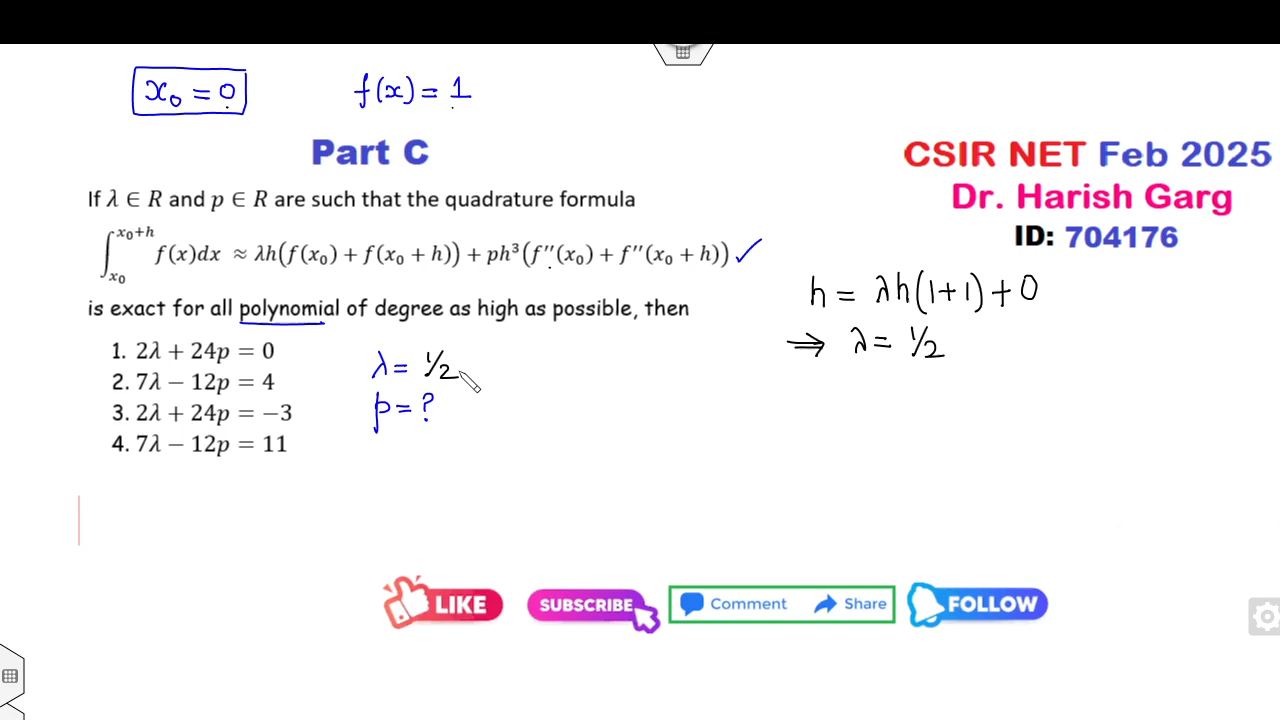 x₀ = 0 f(x) = 1
Part C
CSIR NET Feb 2025
Dr. Harish Garg
ID: 704176
If λ ∈ R and p ∈ R are such that the quadrature formula
∫_{x₀}^{x₀+h} f(x)dx ≈ λh(f(x₀) + f(x₀ + h)) + ph³(f″(x₀) + f″(x₀ + h)) ✓
is exact for all polynomial of degree as high as possible, then
1. 2λ + 24p = 0
2. 7λ − 12p = 4
3. 2λ + 24p = −3
4. 7λ − 12p = 11
λ = 1/2
p = ?
h = λh(1+1) + 0
⇒ λ = 1/2
LIKE
SUBSCRIBE
Comment
Share
FOLLOW